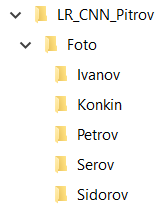 LR_CNN_Pitrov
Foto
Ivanov
Konkin
Petrov
Serov
Sidorov